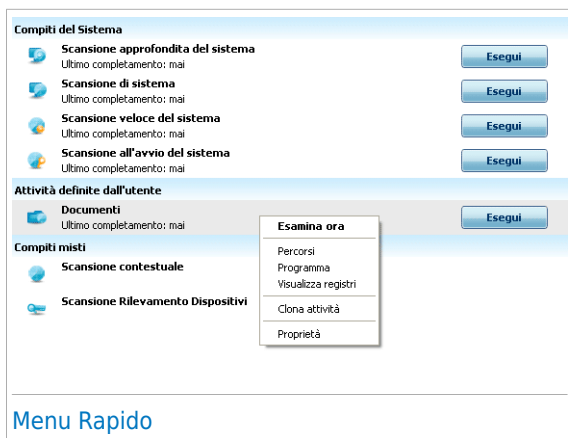 Compiti del Sistema
Scansione approfondita del sistema
Ultimo completamento: mai
Esegui
Scansione di sistema
Ultimo completamento: mai
Esegui
Scansione veloce del sistema
Ultimo completamento: mai
Esegui
Scansione all'avvio del sistema
Ultimo completamento: mai
Esegui
Attività definite dall'utente
Documenti
Ultimo completamento: mai
Esegui
Esamina ora
Percorsi
Programma
Visualizza registri
Clona attività
Proprietà
Compiti misti
Scansione contestuale
Scansione Rilevamento Dispositivi
Menu Rapido